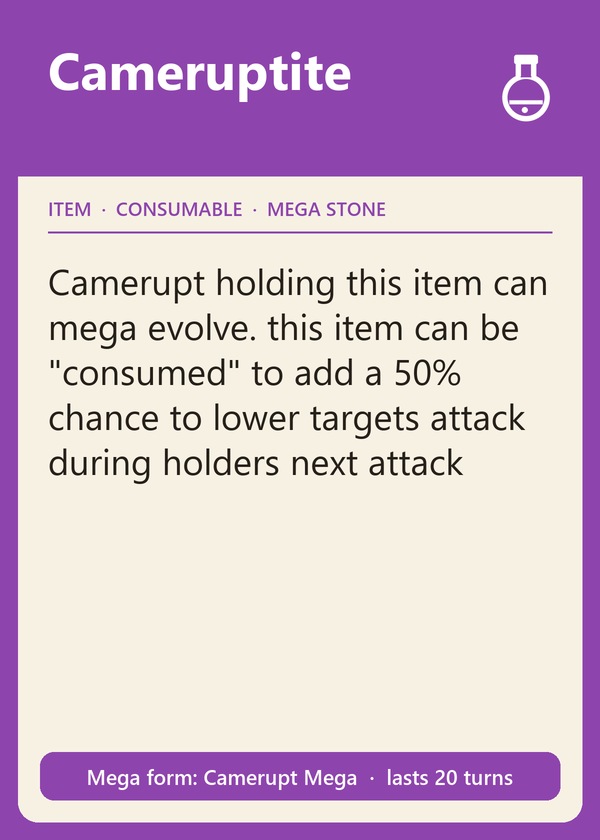 Cameruptite
ITEM · CONSUMABLE · MEGA STONE
Camerupt holding this item can
mega evolve. this item can be
"consumed" to add a 50%
chance to lower targets attack
during holders next attack
Mega form: Camerupt Mega · lasts 20 turns